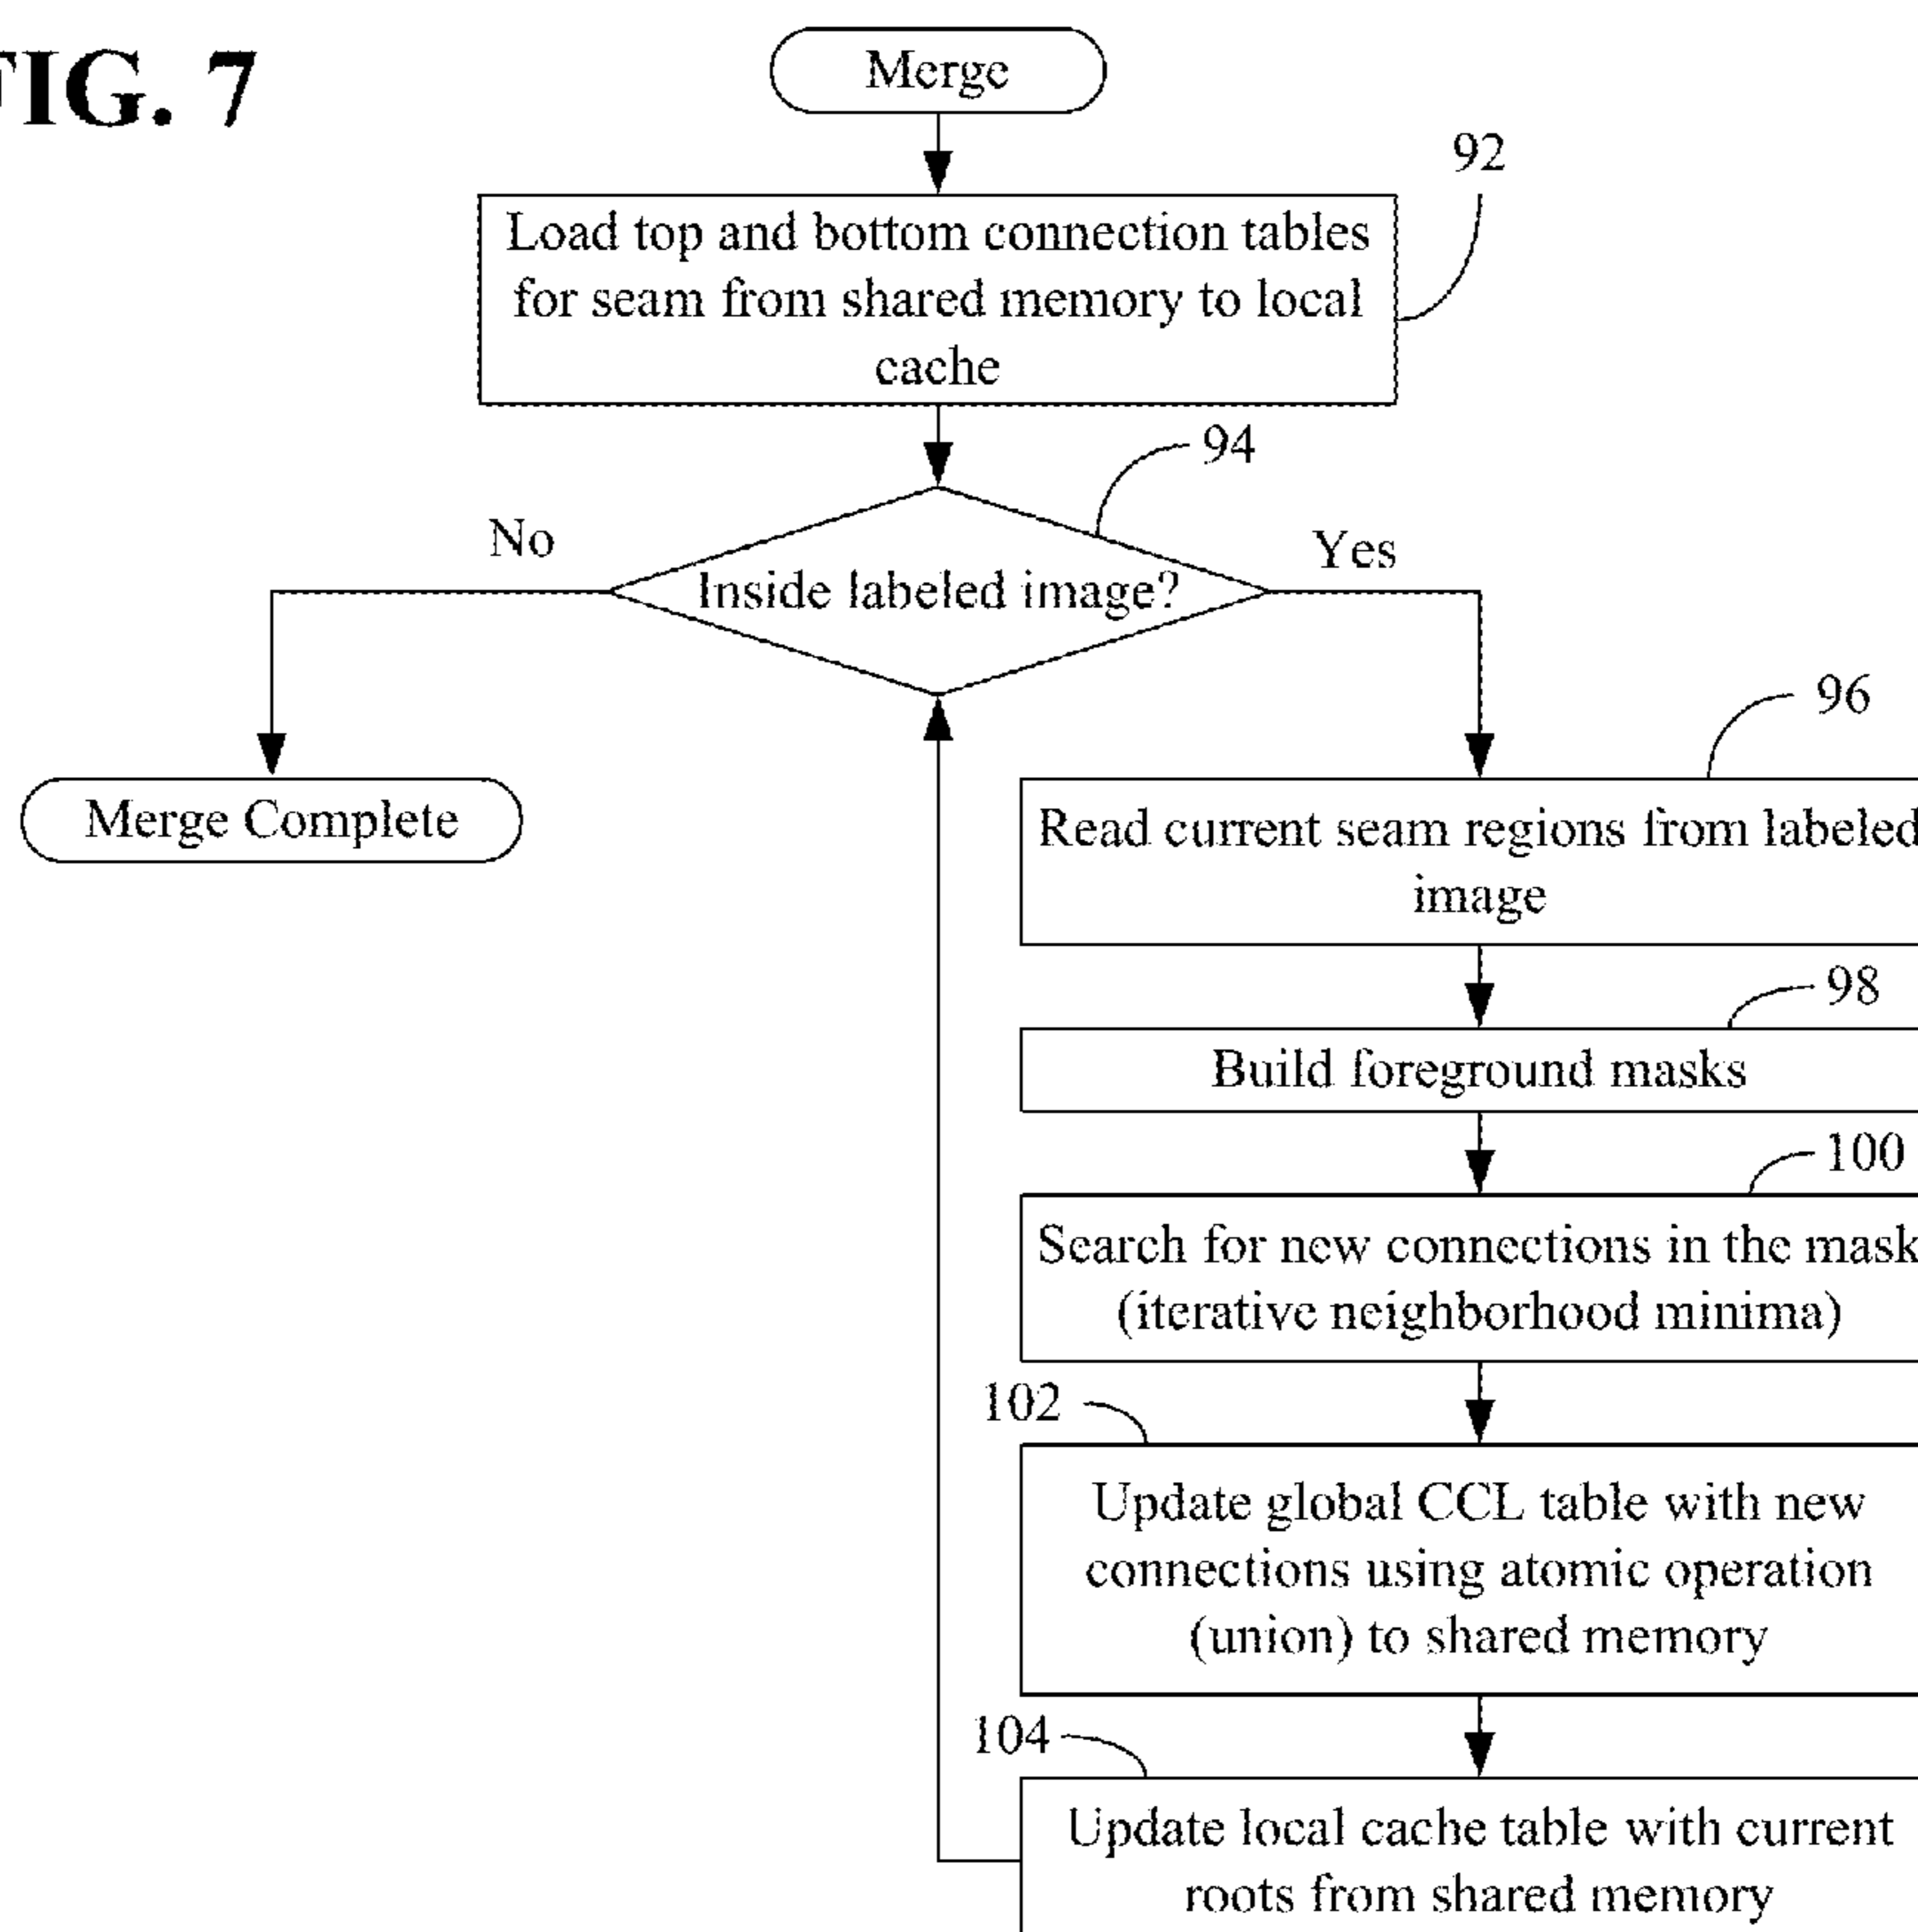 FIG. 7
Merge
92
Load top and bottom connection tables
for seam from shared memory to local
cache
94
No
Yes
Inside labeled image?
96
Merge Complete
Read current seam regions from labeled
image
98
Build foreground masks
100
Search for new connections in the mask
(iterative neighborhood minima)
102
Update global CCL table with new
connections using atomic operation
(union) to shared memory
104
Update local cache table with current
roots from shared memory